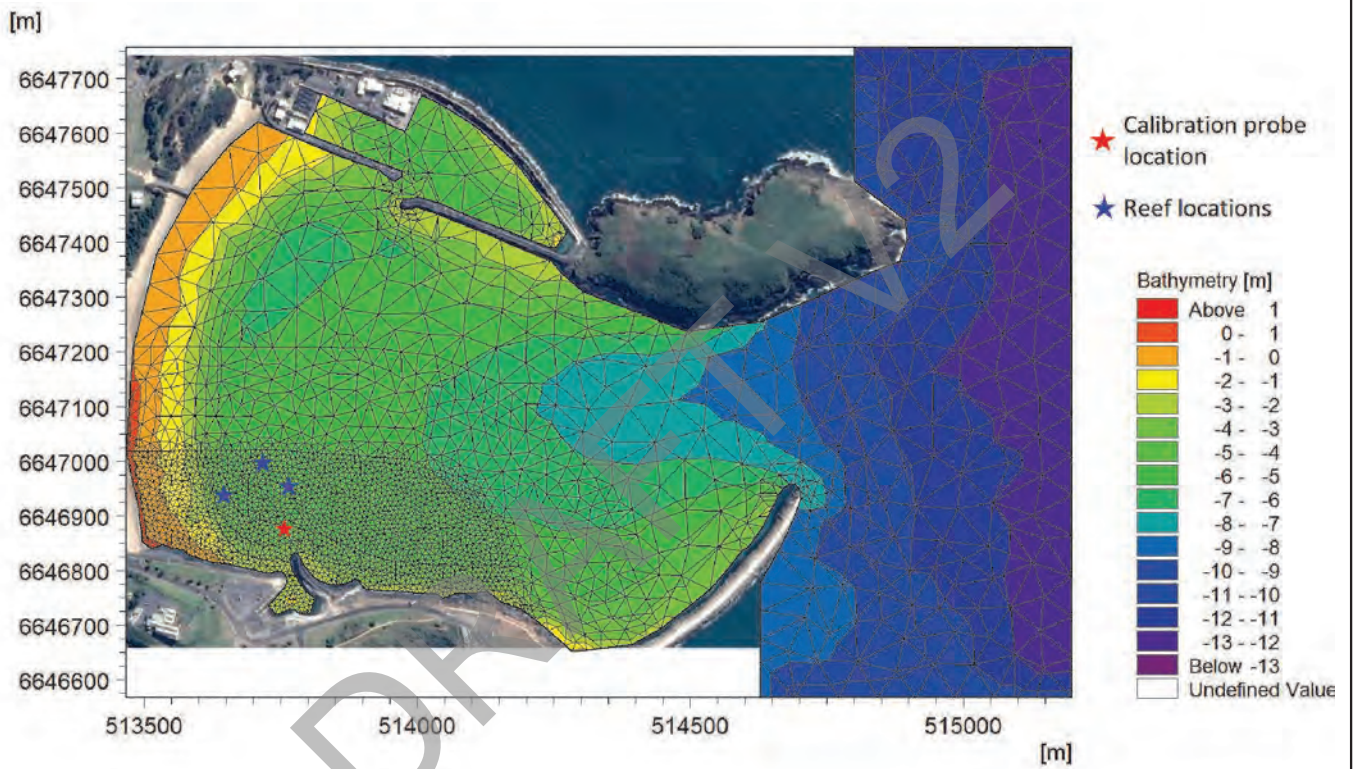 [m]
6647700
6647600
6647500
6647400
6647300
6647200
6647100
6647000
6646900
6646800
6646700
6646600
513500 514000 514500 515000
[m]
Calibration probe
location
Reef locations
Bathymetry [m]
Above 1
0 - 1
-1 - 0
-2 - -1
-3 - -2
-4 - -3
-5 - -4
-6 - -5
-7 - -6
-8 - -7
-9 - -8
-10 - -9
-11 - -10
-12 - -11
-13 - -12
Below -13
Undefined Value
DRAFT V2